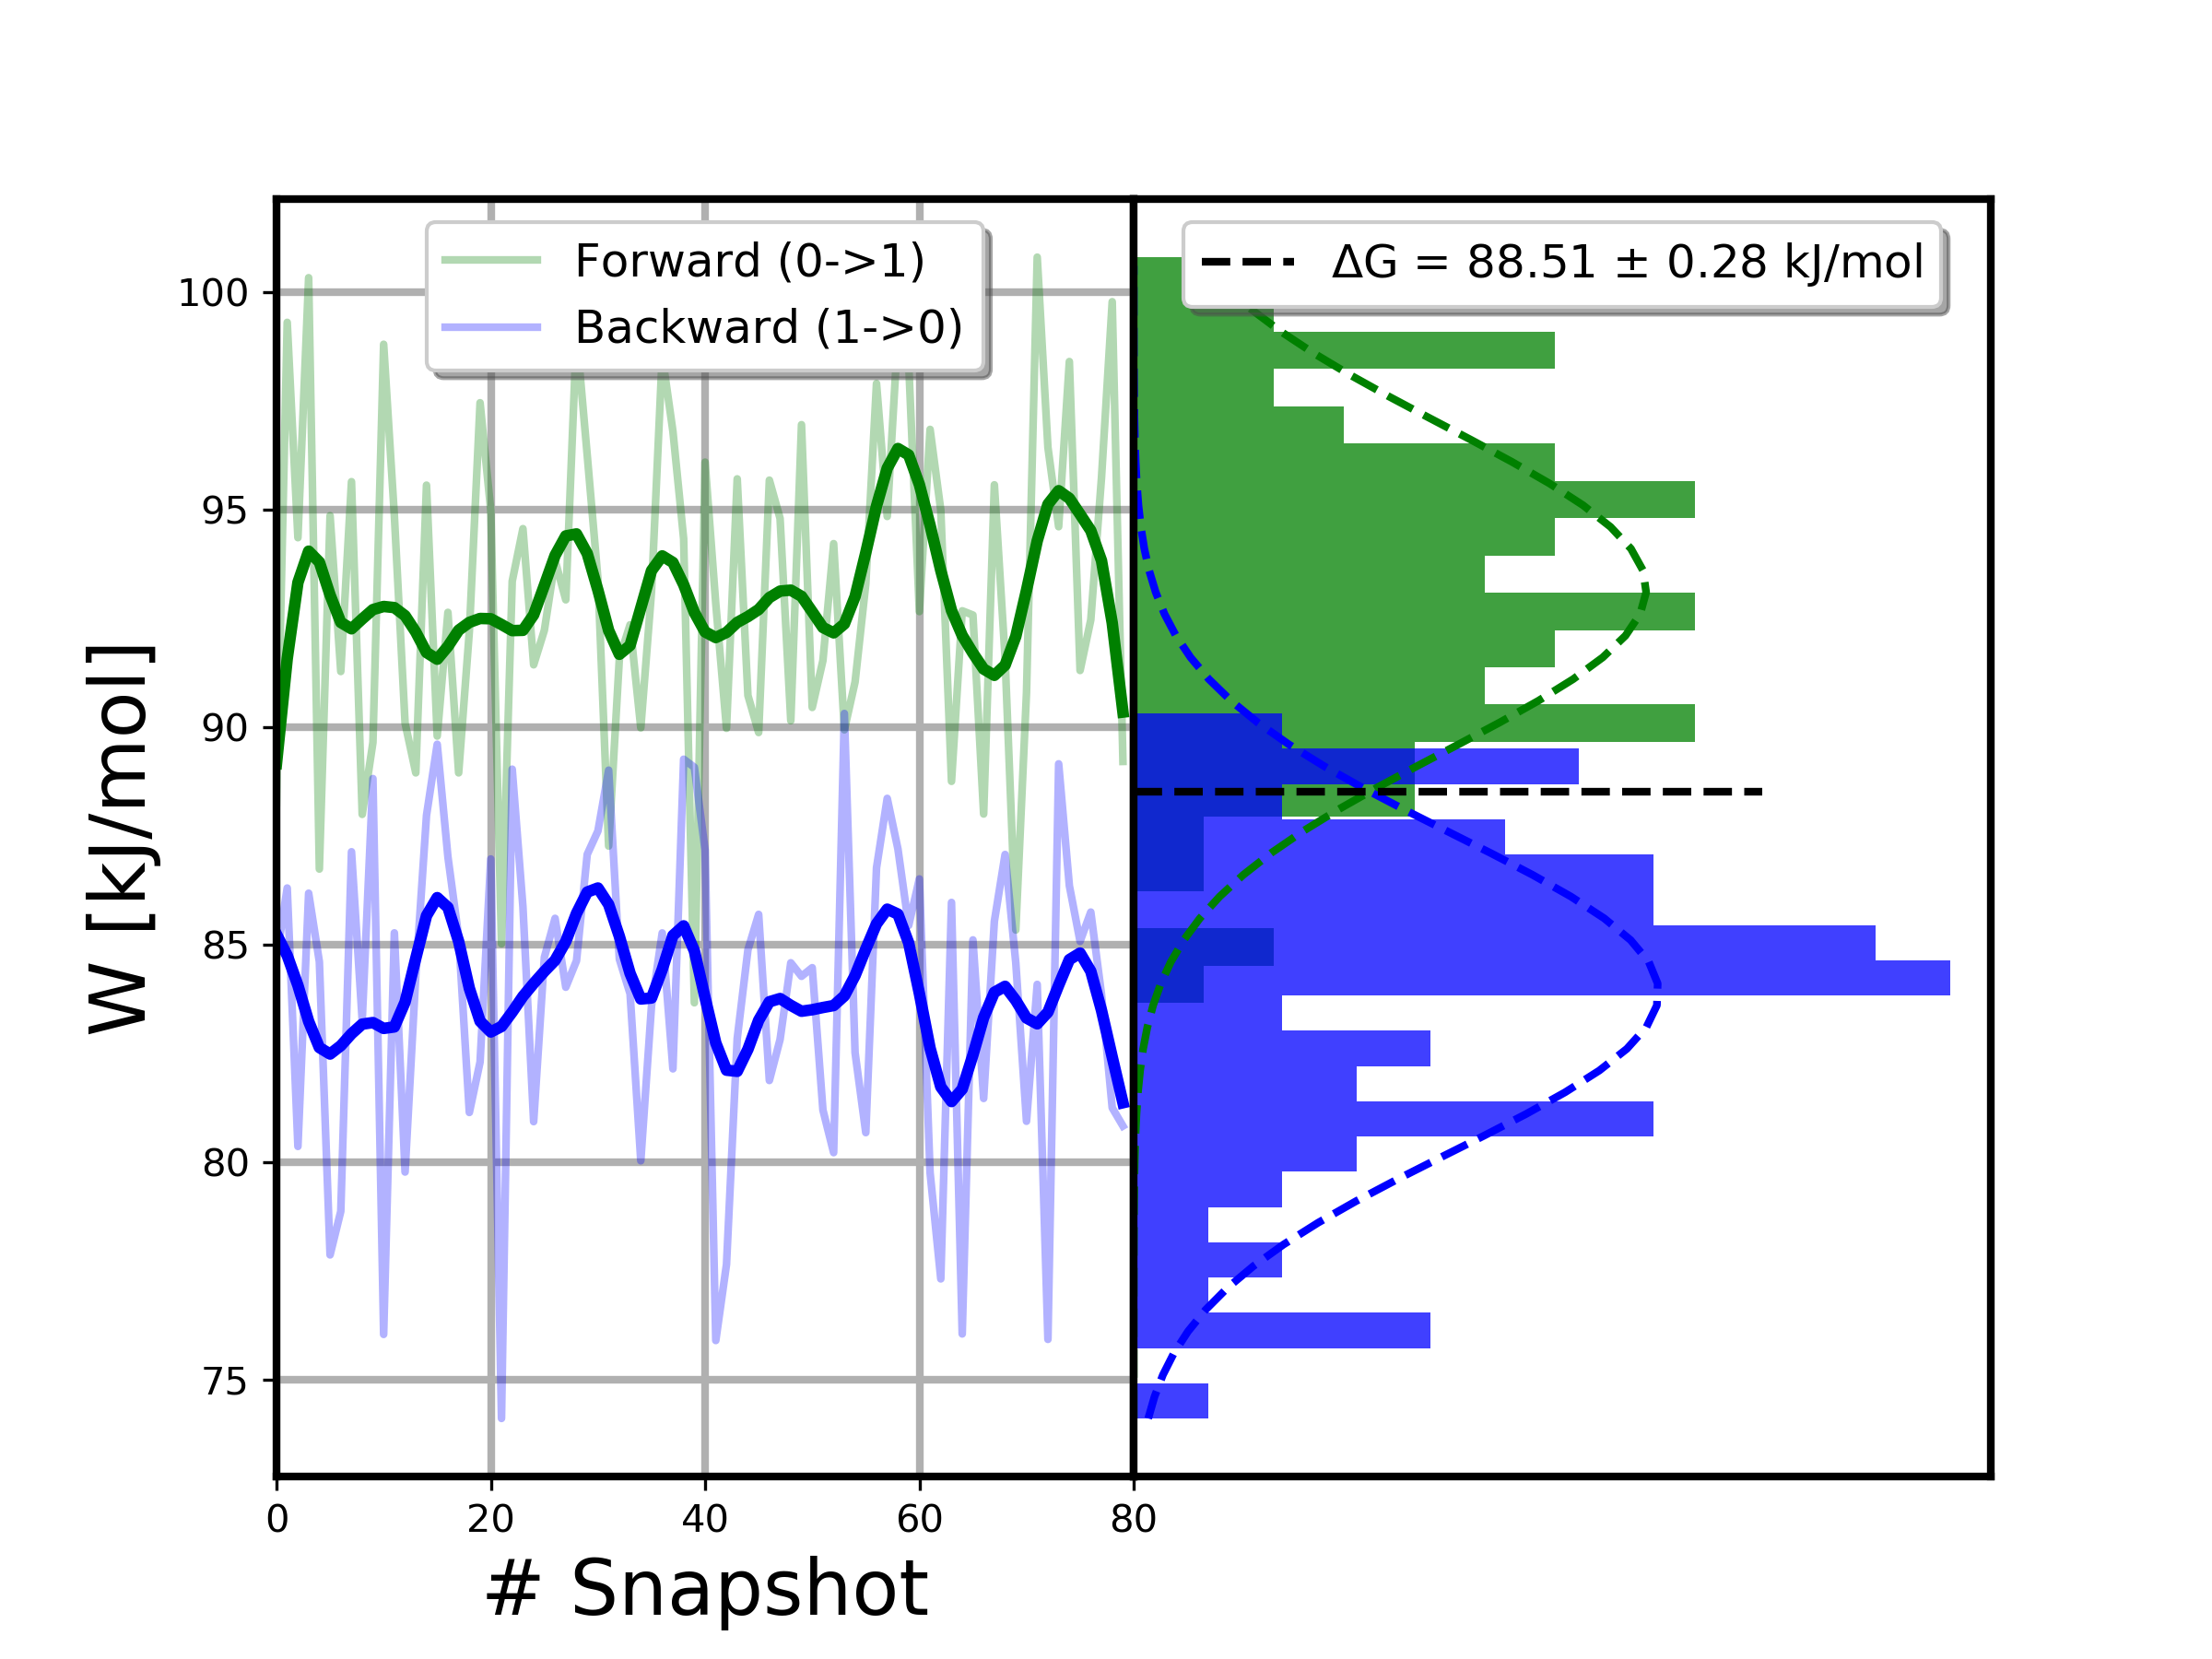 Forward (0->1)
Backward (1->0)
ΔG = 88.51 ± 0.28 kJ/mol
W [kJ/mol]
100
95
90
85
80
75
0 20 40 60 80
# Snapshot